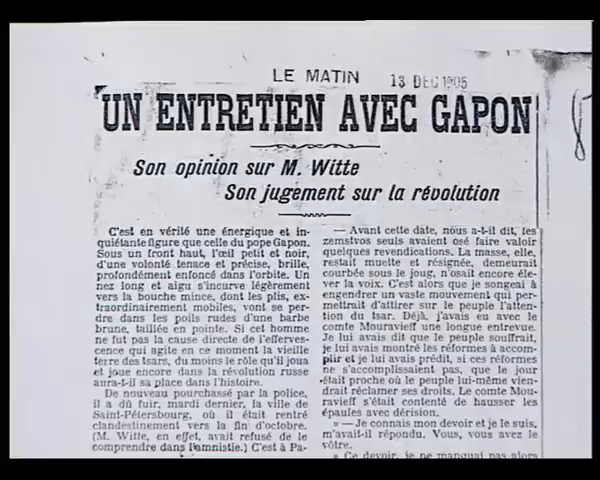 LE MATIN 13 DEC 1905
UN ENTRETIEN AVEC GAPON
Son opinion sur M. Witte
Son jugement sur la révolution
C'est en vérité une énergique et in-
quiétante figure que celle du pope Gapon.
Sous un front haut, l'œil petit et noir,
d'une volonté tenace et précise, brille,
profondément enfoncé dans l'orbite. Un
nez long et aigu s'incurve légèrement
vers la bouche mince, dont les plis, ex-
traordinairement mobiles, vont se per-
dre dans les poils rudes d'une barbe
brune, taillée en pointe. Si cet homme
ne fut pas la cause directe de l'efferves-
cence qui agite en ce moment la vieille
terre des tsars, du moins le rôle qu'il joua
et joue encore dans la révolution russe
aura-t-il sa place dans l'histoire.
De nouveau pourchassé par la police,
il a dû fuir, mardi dernier, la ville de
Saint-Pétersbourg, où il était rentré
clandestinement vers la fin d'octobre.
(M. Witte, en effet, avait refusé de le
comprendre dans l'amnistie.) C'est à Pa-
— Avant cette date, nous a-t-il dit, les
zemstvos seuls avaient osé faire valoir
quelques revendications. La masse, elle,
restait muette et résignée, demeurait
courbée sous le joug, n'osait encore éle-
ver la voix. C'est alors que je songeai à
engendrer un vaste mouvement qui per-
mettrait d'attirer sur le peuple l'atten-
tion du tsar. Déjà, j'avais eu avec le
comte Mouravieff une longue entrevue.
Je lui avais dit que le peuple souffrait,
je lui avais montré les réformes à accom-
plir et je lui avais prédit, si ces réformes
ne s'accomplissaient pas, que le jour
était proche où le peuple lui-même vien-
drait réclamer ses droits. Le comte Mou-
ravieff s'était contenté de hausser les
épaules avec dérision.
» — Je connais mon devoir et je le suis,
m'avait-il répondu. Vous, vous avez le
vôtre.
» Ce devoir, je ne manquai pas alors